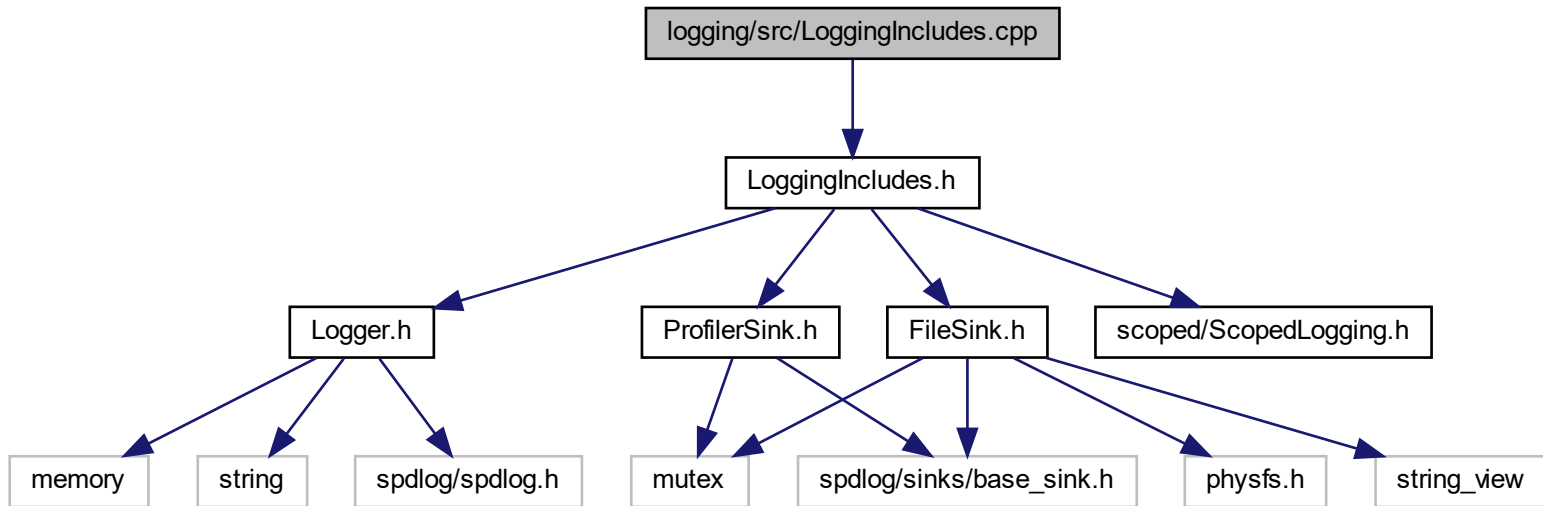 logging/src/LoggingIncludes.cpp
LoggingIncludes.h
Logger.h
ProfilerSink.h
FileSink.h
scoped/ScopedLogging.h
memory
string
spdlog/spdlog.h
mutex
spdlog/sinks/base_sink.h
physfs.h
string_view